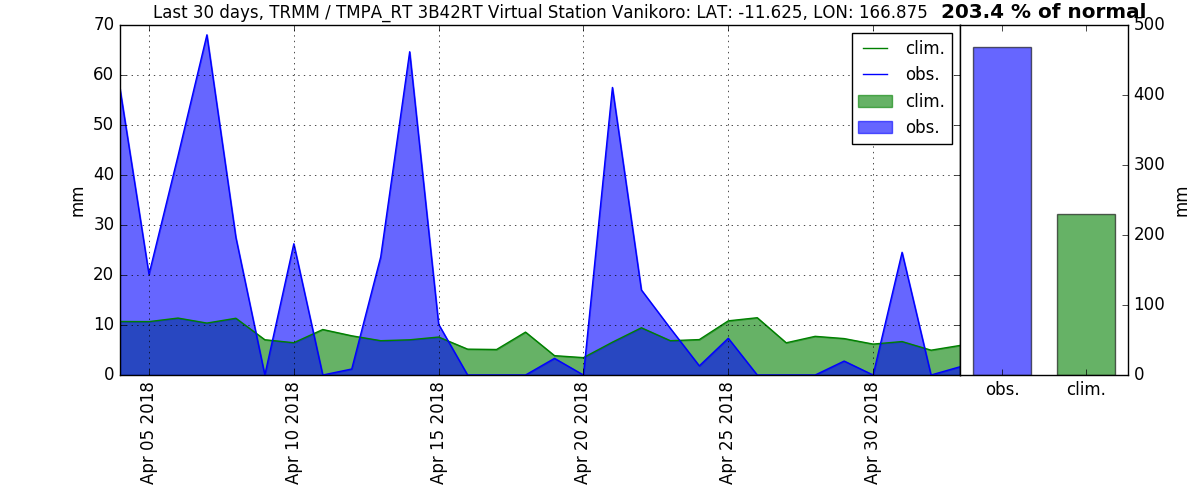 Last 30 days, TRMM / TMPA_RT 3B42RT Virtual Station Vanikoro: LAT: -11.625, LON: 166.875 203.4 % of normal
70
60
50
40
30
20
10
0
mm
clim.
obs.
clim.
obs.
500
400
300
200
100
0
mm
obs. clim.
Apr 05 2018
Apr 10 2018
Apr 15 2018
Apr 20 2018
Apr 25 2018
Apr 30 2018